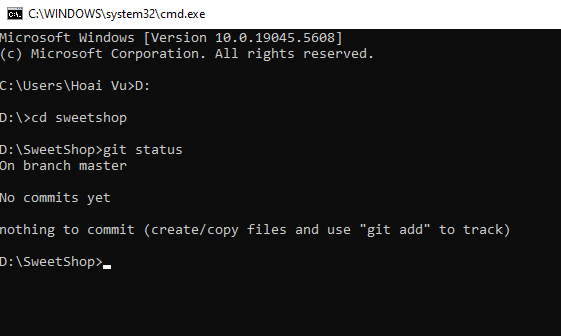 C:\WINDOWS\system32\cmd.exe
Microsoft Windows [Version 10.0.19045.5608]
(c) Microsoft Corporation. All rights reserved.
C:\Users\Hoai Vu>D:
D:\>cd sweetshop
D:\SweetShop>git status
On branch master
No commits yet
nothing to commit (create/copy files and use "git add" to track)
D:\SweetShop>